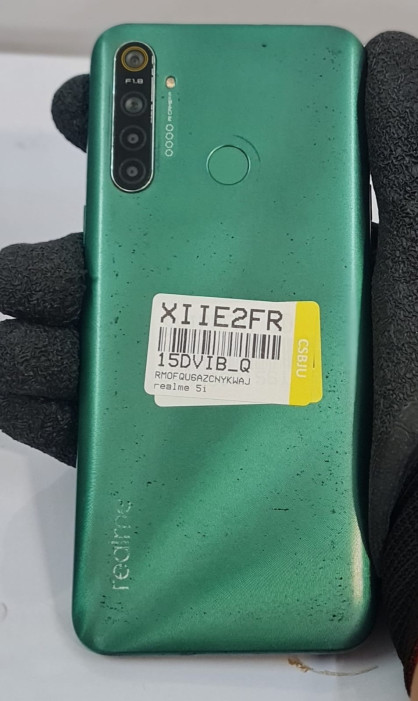 F1.8
XIIE2FR
15DVIB_Q
RMOFQU6AZCNYKWAJ
realme 5i
CSBJU
realme